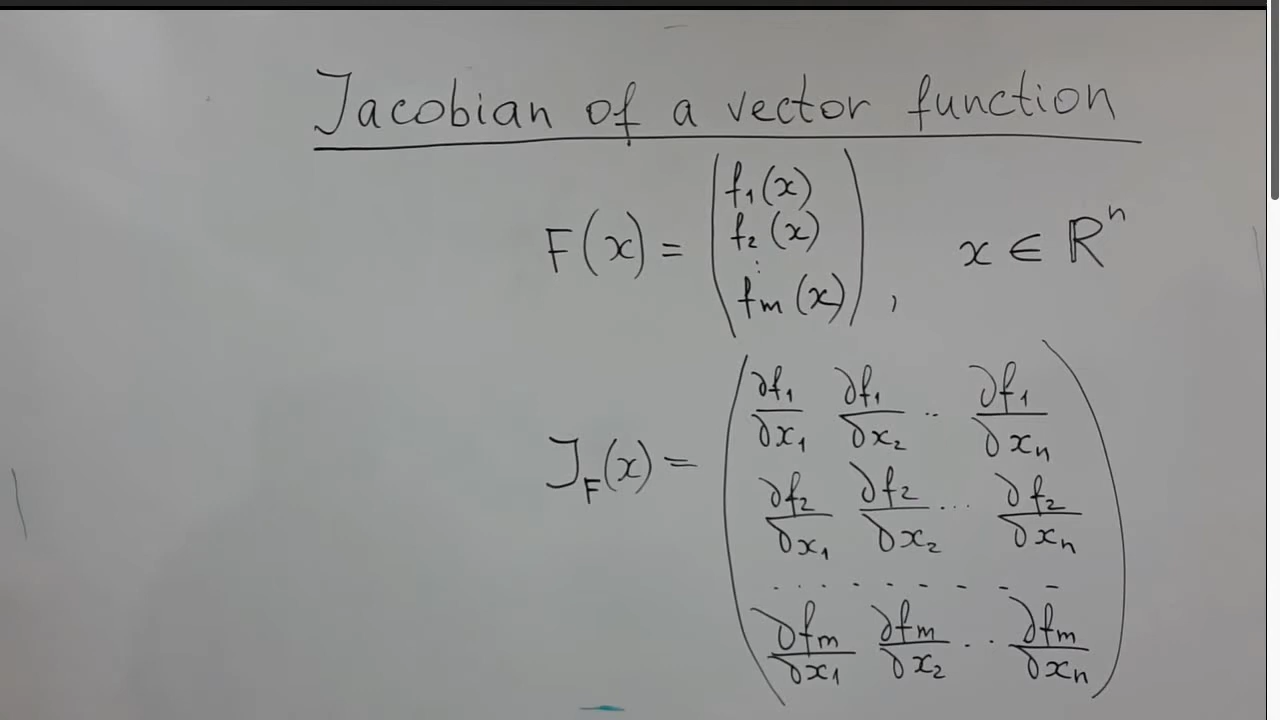 Jacobian of a vector function
F(x) = ( f₁(x)
f₂(x)
⋮
fₘ(x) ) , x ∈ ℝⁿ
J_F(x) = ( ∂f₁/∂x₁ ∂f₁/∂x₂ .. ∂f₁/∂xₙ
∂f₂/∂x₁ ∂f₂/∂x₂ ... ∂f₂/∂xₙ
. . . . . . . . .
∂fₘ/∂x₁ ∂fₘ/∂x₂ ... ∂fₘ/∂xₙ )